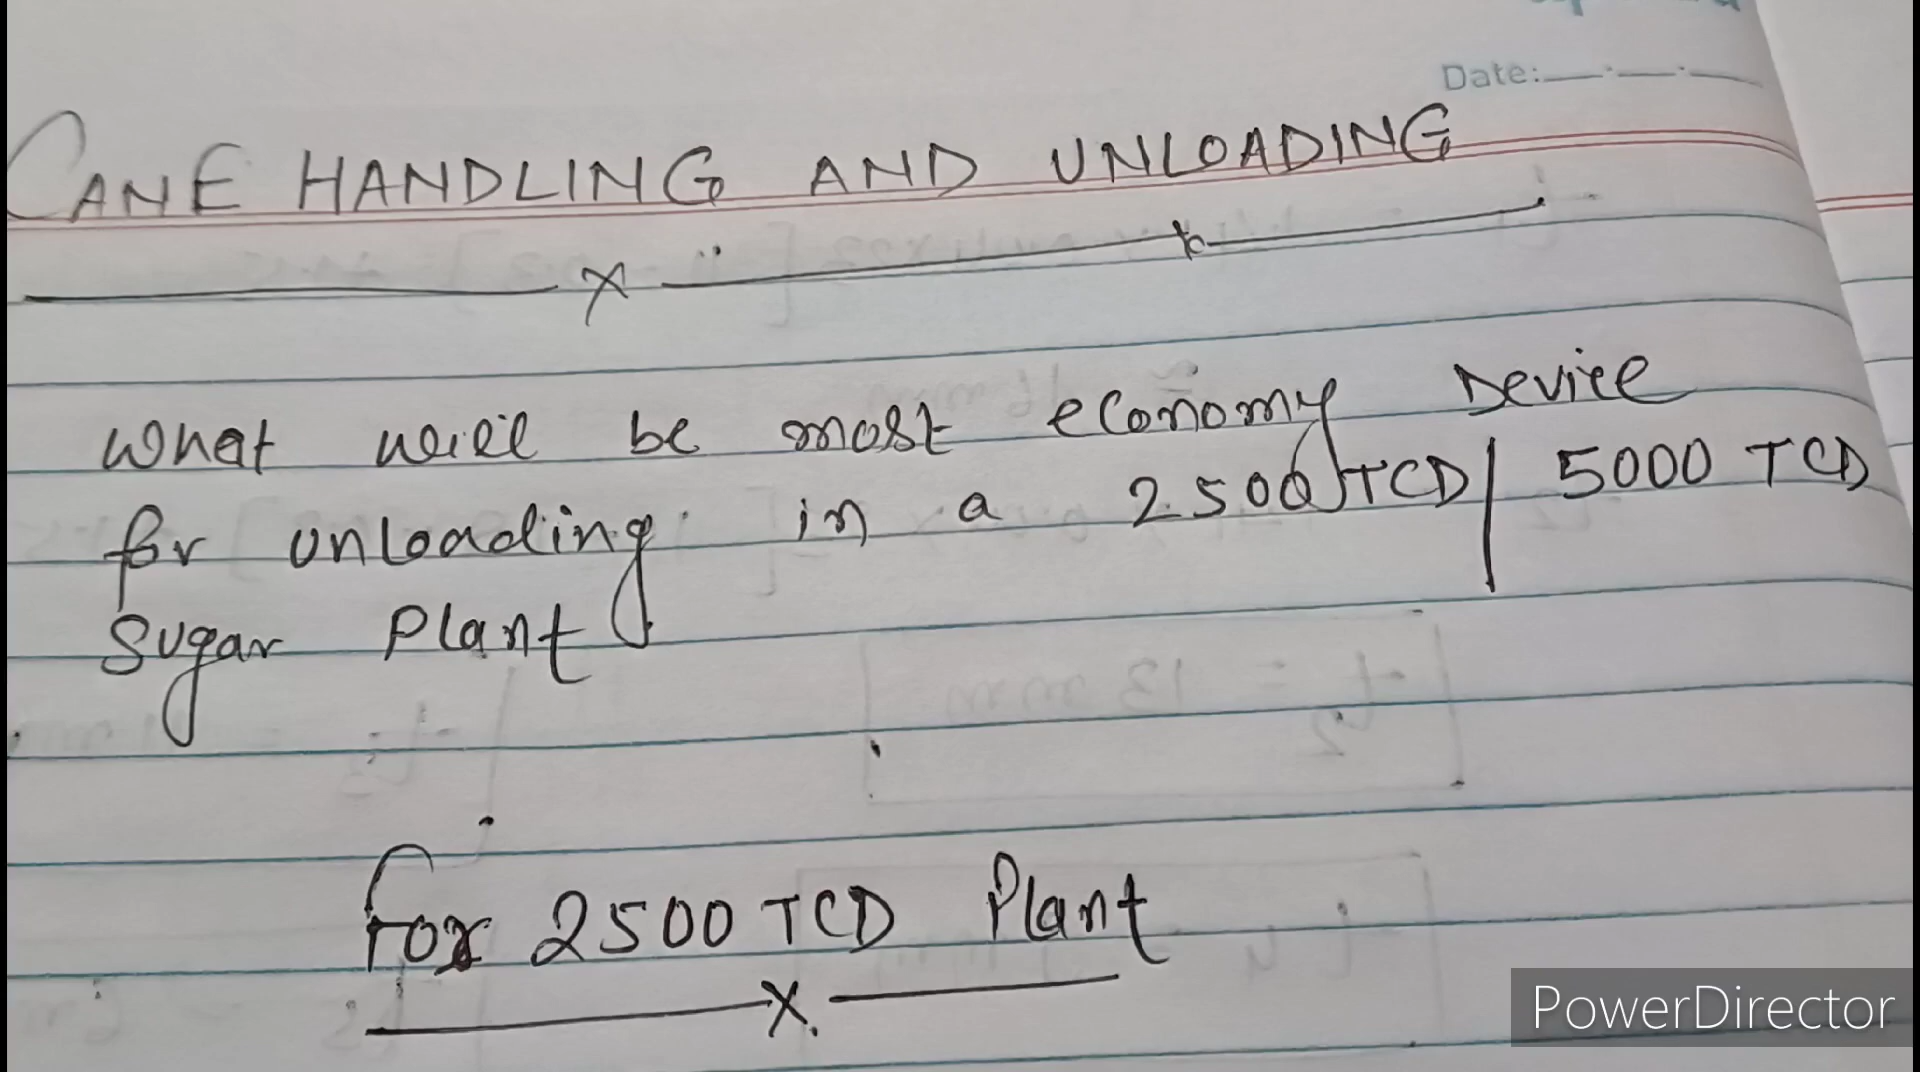 Date:
CANE HANDLING AND UNLOADING
What will be most economy Device
for unloading in a 2500 TCD / 5000 TCD
Sugar Plant
For 2500 TCD Plant
PowerDirector